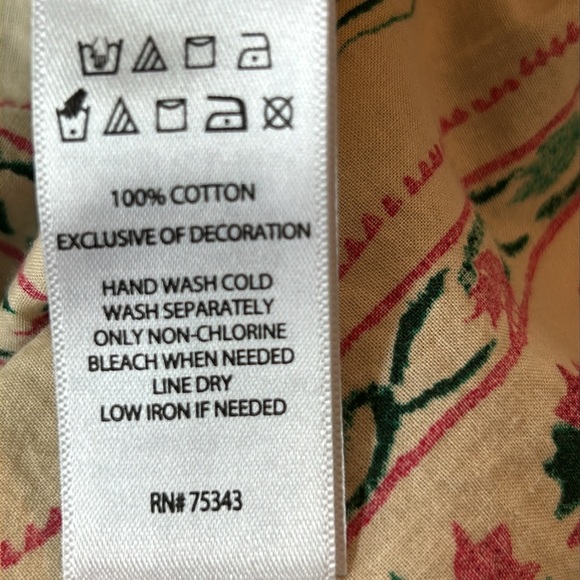 100% COTTON
EXCLUSIVE OF DECORATION
HAND WASH COLD
WASH SEPARATELY
ONLY NON-CHLORINE
BLEACH WHEN NEEDED
LINE DRY
LOW IRON IF NEEDED
RN# 75343